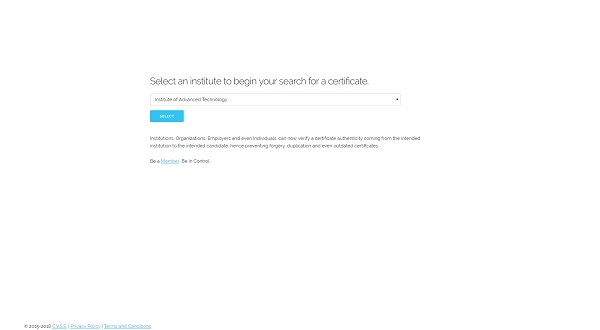 Select an institute to begin your search for a certificate.
Institute of Advanced Technology
SELECT
Institutions, Organizations, Employers and even Individuals, can now verify a certificate authenticity coming from the intended
institution to the intended candidate, hence preventing forgery, duplication and even outdated certificates.
Be a Member. Be in Control.
© 2015-2018 C.V.S.S | Privacy Policy | Terms and Conditions